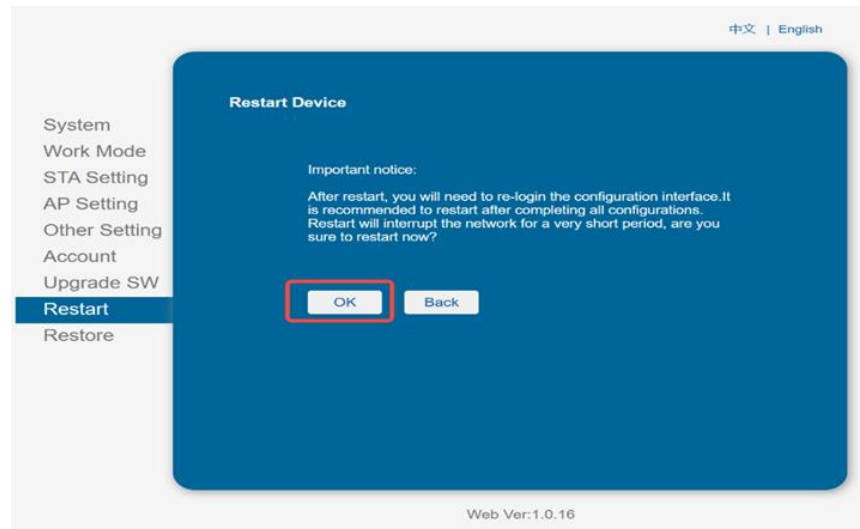 中文 | English
Restart Device
System
Work Mode
STA Setting
AP Setting
Other Setting
Account
Upgrade SW
Restart
Restore
Important notice:
After restart, you will need to re-login the configuration interface.It
is recommended to restart after completing all configurations.
Restart will interrupt the network for a very short period, are you
sure to restart now?
OK Back
Web Ver:1.0.16